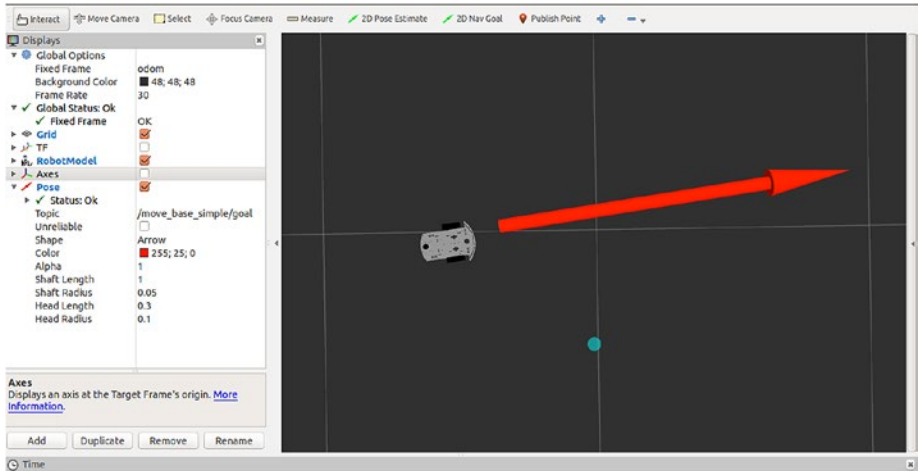 Interact Move Camera Select Focus Camera Measure 2D Pose Estimate 2D Nav Goal Publish Point
Displays
Global Options
Fixed Frame odom
Background Color 48; 48; 48
Frame Rate 30
Global Status: Ok
Fixed Frame OK
Grid
TF
RobotModel
Axes
Pose
Status: Ok
Topic /move_base_simple/goal
Unreliable
Shape Arrow
Color 255; 25; 0
Alpha 1
Shaft Length 1
Shaft Radius 0.05
Head Length 0.3
Head Radius 0.1
Axes
Displays an axis at the Target Frame's origin. More
Information.
Add Duplicate Remove Rename
Time